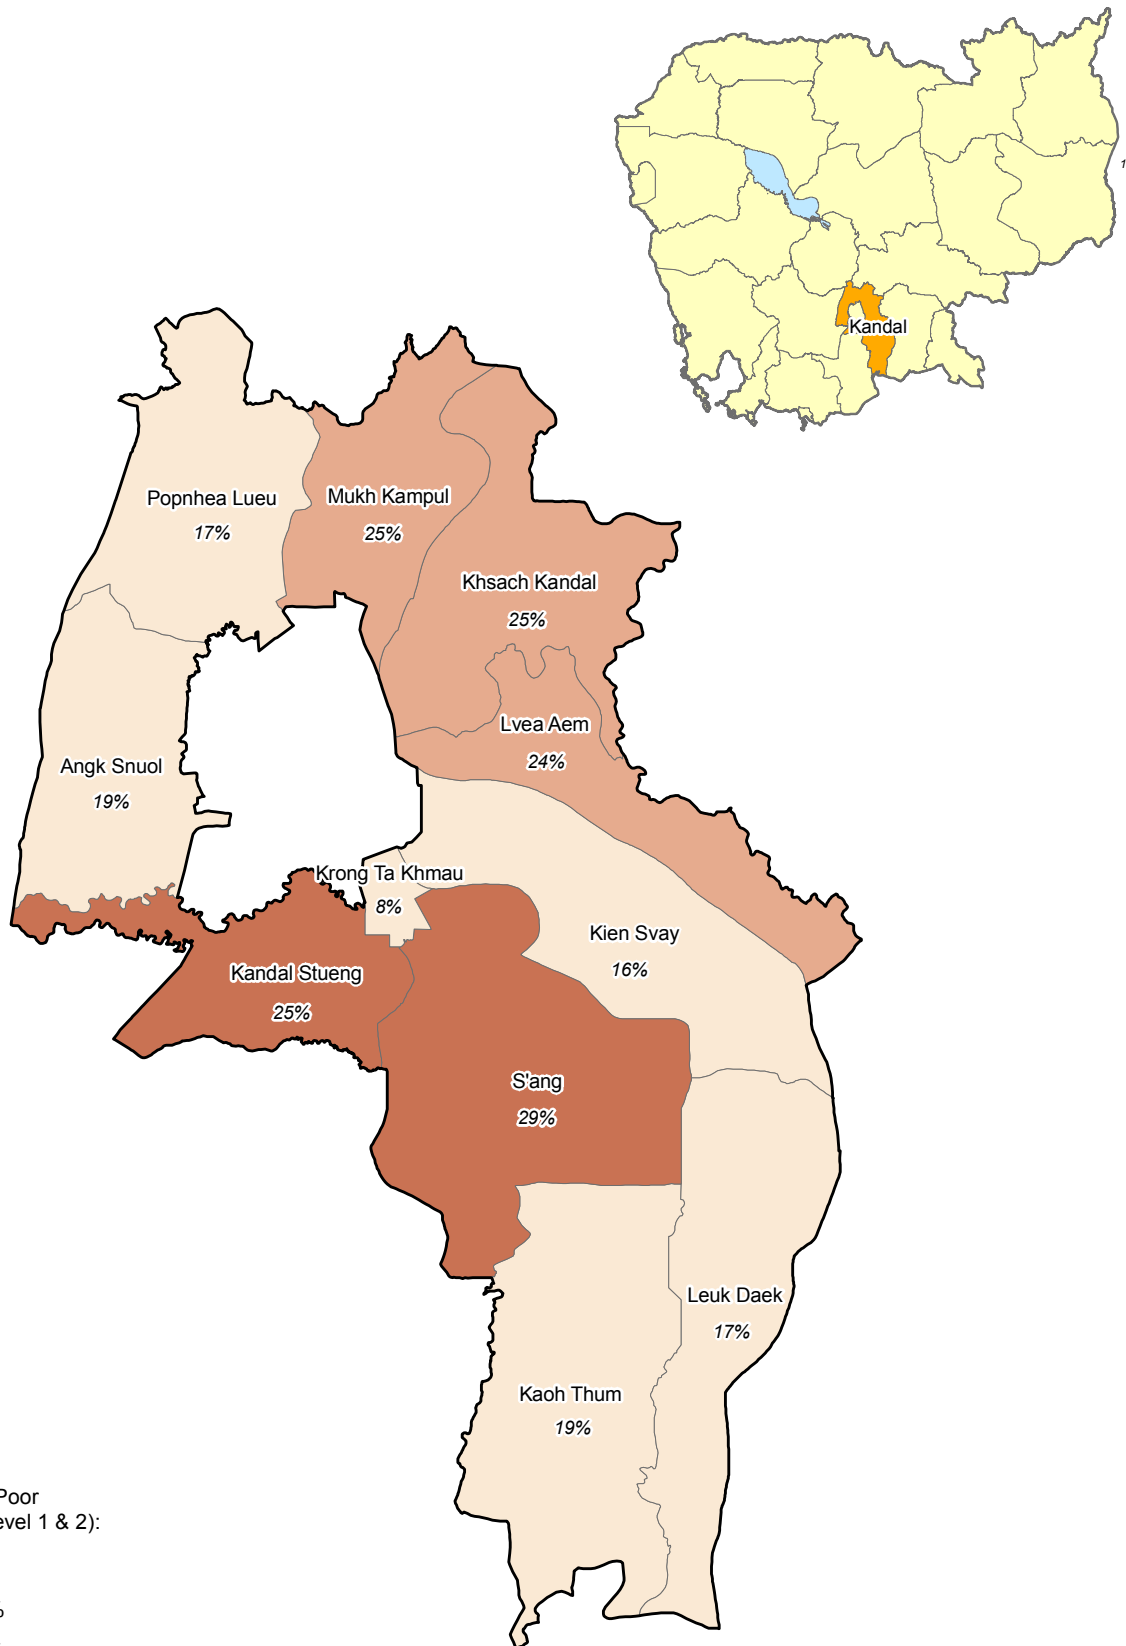 1
Kandal
Popnhea Lueu
17%
Mukh Kampul
25%
Khsach Kandal
25%
Lvea Aem
24%
Angk Snuol
19%
Krong Ta Khmau
8%
Kien Svay
16%
Kandal Stueng
25%
S'ang
29%
Leuk Daek
17%
Kaoh Thum
19%
Poor
evel 1 & 2):
%